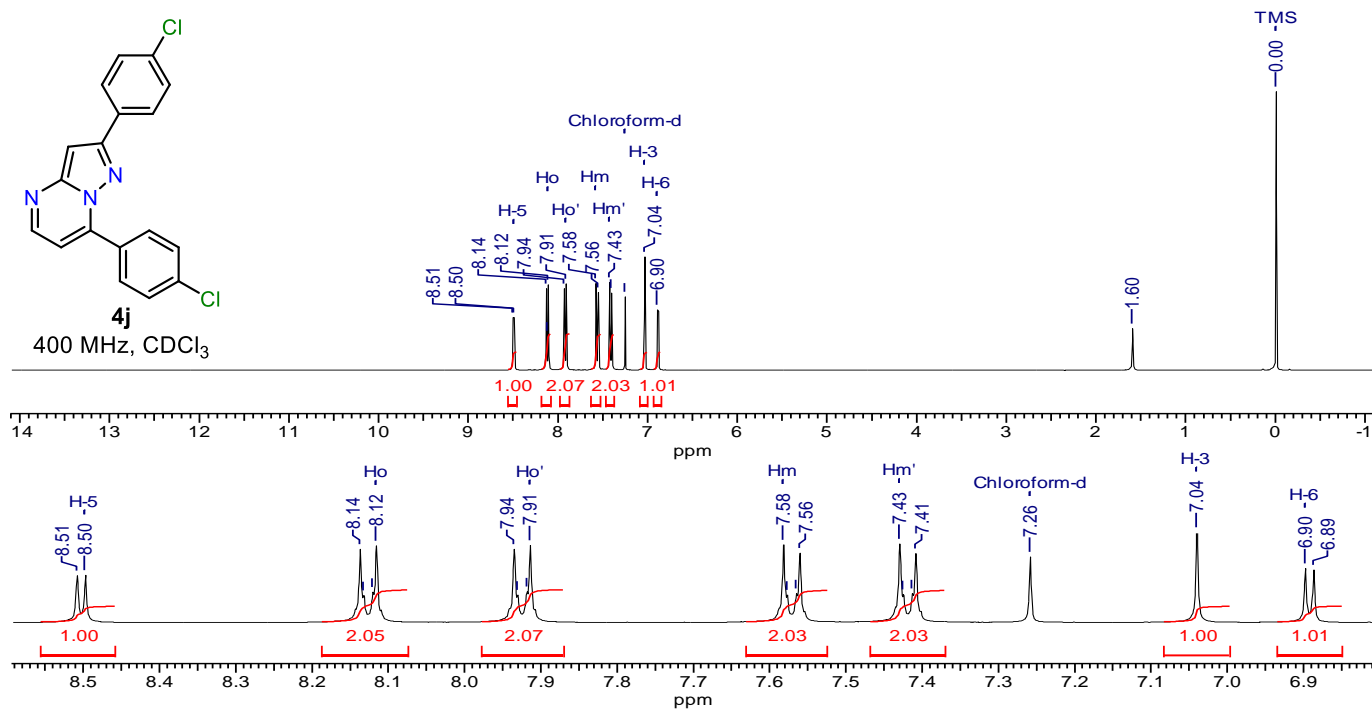 TMS
0.00
Cl
Chloroform-d
H-3
Ho
Hm
H-6
H-5
Ho'
Hm'
8.51
8.50
8.14
8.12
7.94
7.91
7.58
7.56
7.43
7.04
6.90
1.60
N
N
N
Cl
4j
400 MHz, CDCl3
1.00 2.07 2.03 1.01
14 13 12 11 10 9 8 7 6 5 4 3 2 1 0 -1
ppm
H-5
8.51
8.50
Ho
8.14
8.12
Ho'
7.94
7.91
Hm
7.58
7.56
Hm'
7.43
7.41
Chloroform-d
7.26
H-3
7.04
H-6
6.90
6.89
1.00 2.05 2.07 2.03 2.03 1.00 1.01
8.5 8.4 8.3 8.2 8.1 8.0 7.9 7.8 7.7 7.6 7.5 7.4 7.3 7.2 7.1 7.0 6.9
ppm